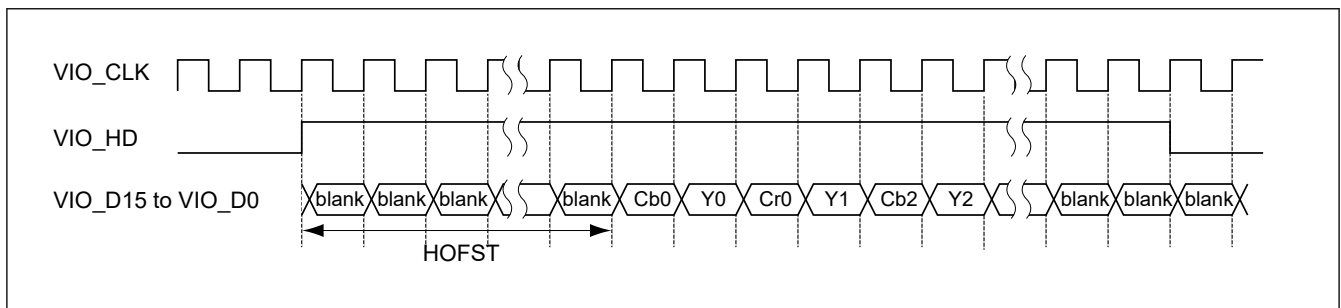 VIO_CLK
VIO_HD
VIO_D15 to VIO_D0 blank blank blank blank Cb0 Y0 Cr0 Y1 Cb2 Y2 blank blank blank
HOFST